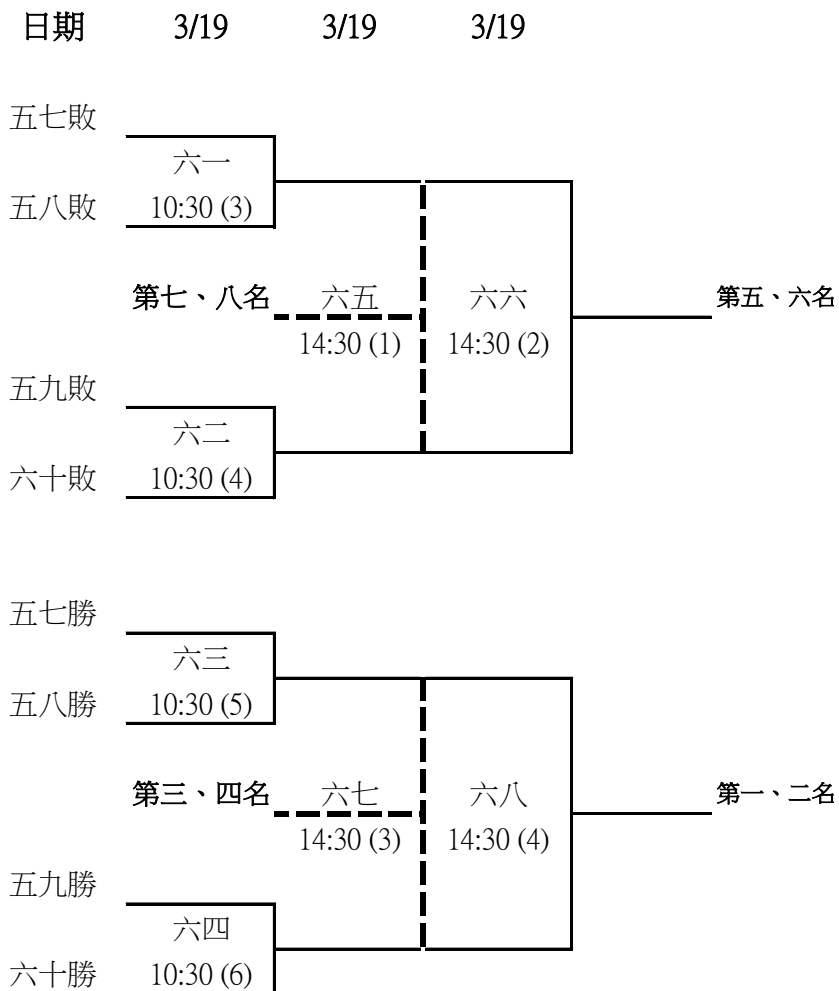 日期 3/19 3/19 3/19
五七敗
六一
五八敗 10:30 (3)
第七、八名 六五 六六 第五、六名
14:30 (1) 14:30 (2)
五九敗
六二
六十敗 10:30 (4)
五七勝
六三
五八勝 10:30 (5)
第三、四名 六七 六八 第一、二名
14:30 (3) 14:30 (4)
五九勝
六四
六十勝 10:30 (6)